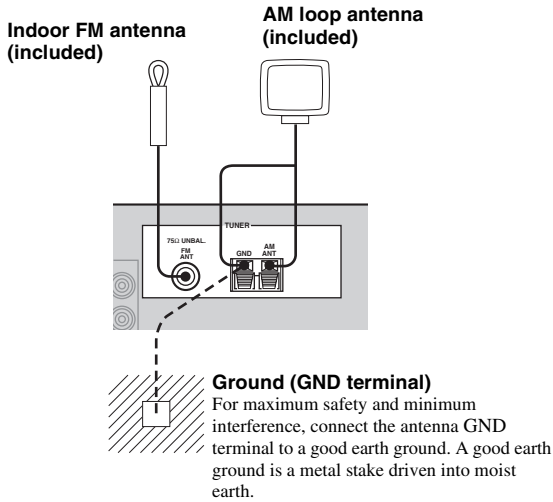 Indoor FM antenna
(included)
AM loop antenna
(included)
TUNER
75Ω UNBAL.
FM
ANT
GND
AM
ANT
Ground (GND terminal)
For maximum safety and minimum
interference, connect the antenna GND
terminal to a good earth ground. A good earth
ground is a metal stake driven into moist
earth.